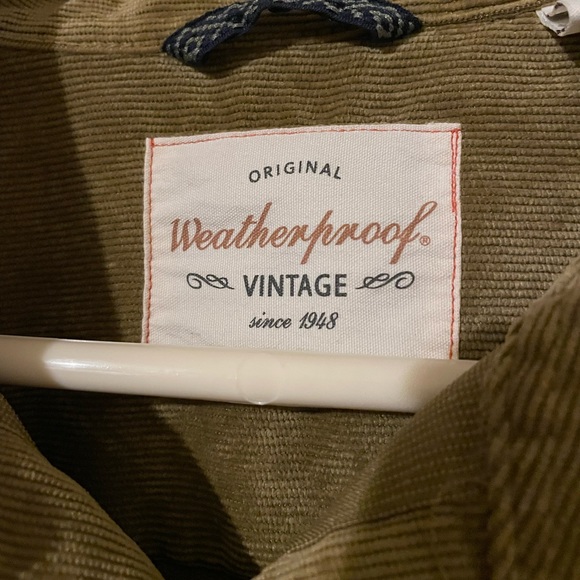 ORIGINAL
Weatherproof®
VINTAGE
since 1948